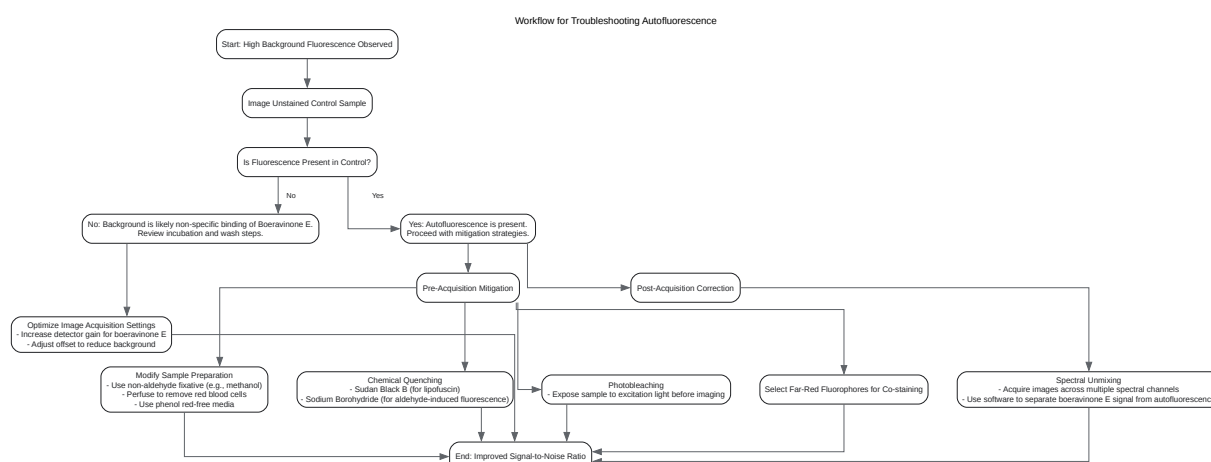 Workflow for Troubleshooting Autofluorescence
Start: High Background Fluorescence Observed
Image Unstained Control Sample
Is Fluorescence Present in Control?
No
Yes
No: Background is likely non-specific binding of Boeravinone E.
Review incubation and wash steps.
Yes: Autofluorescence is present.
Proceed with mitigation strategies.
Pre-Acquisition Mitigation
Post-Acquisition Correction
Optimize Image Acquisition Settings
- Increase detector gain for boeravinone E
- Adjust offset to reduce background
Modify Sample Preparation
- Use non-aldehyde fixative (e.g., methanol)
- Perfuse to remove red blood cells
- Use phenol red-free media
Chemical Quenching
- Sudan Black B (for lipofuscin)
- Sodium Borohydride (for aldehyde-induced fluorescence)
Photobleaching
- Expose sample to excitation light before imaging
Select Far-Red Fluorophores for Co-staining
Spectral Unmixing
- Acquire images across multiple spectral channels
- Use software to separate boeravinone E signal from autofluorescenc
End: Improved Signal-to-Noise Ratio